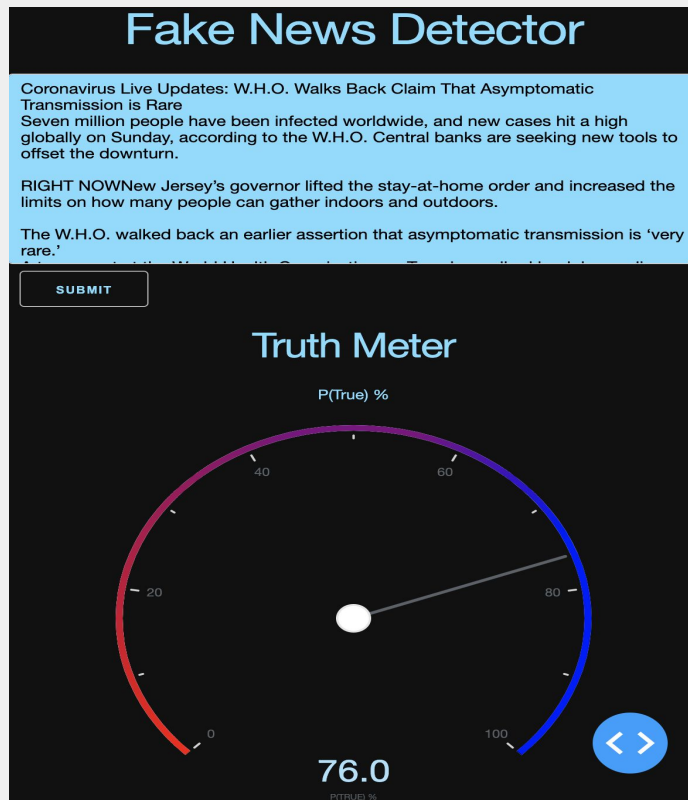 Fake News Detector
Coronavirus Live Updates: W.H.O. Walks Back Claim That Asymptomatic
Transmission is Rare
Seven million people have been infected worldwide, and new cases hit a high
globally on Sunday, according to the W.H.O. Central banks are seeking new tools to
offset the downturn.
RIGHT NOWNew Jersey’s governor lifted the stay-at-home order and increased the
limits on how many people can gather indoors and outdoors.
The W.H.O. walked back an earlier assertion that asymptomatic transmission is ‘very
rare.’
SUBMIT
Truth Meter
P(True) %
40
60
20
80
0
100
76.0
P(TRUE) %